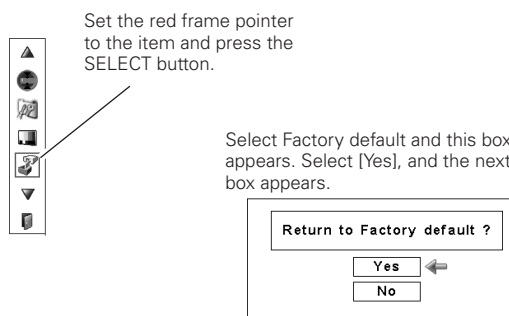 Set the red frame pointer
to the item and press the
SELECT button.
Select Factory default and this box
appears. Select [Yes], and the next
box appears.
Return to Factory default ?
Yes
No